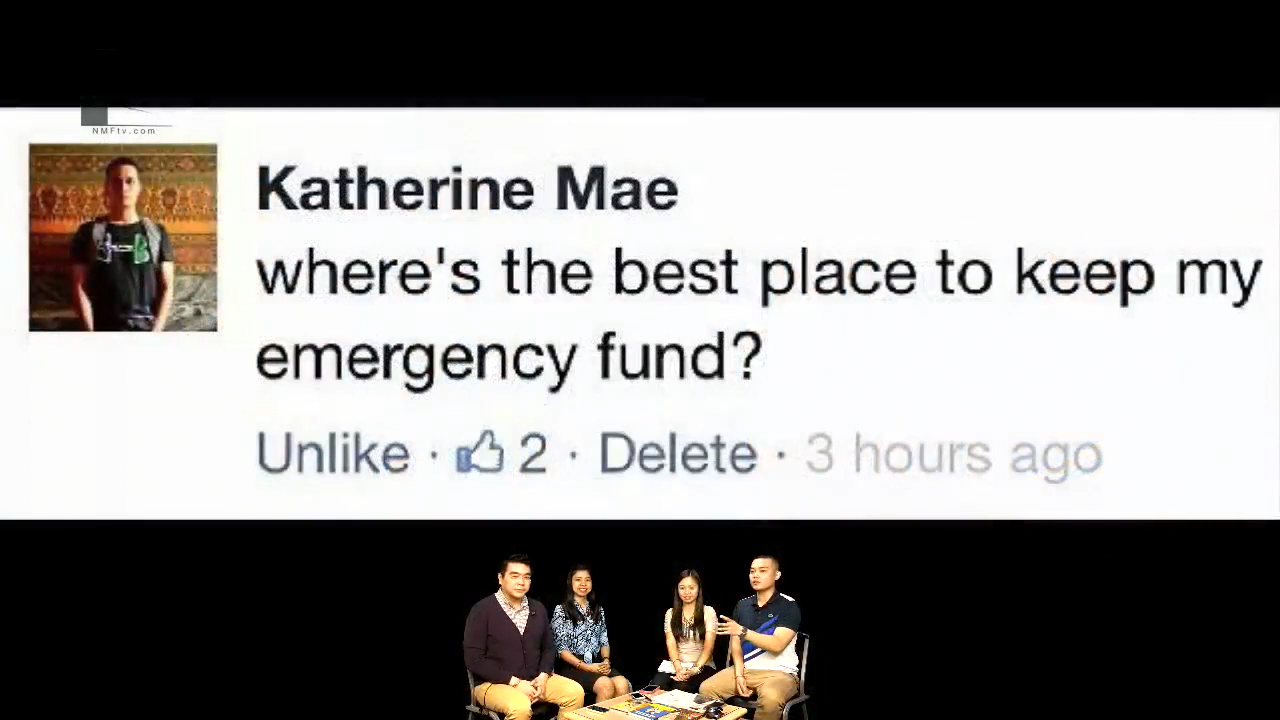 NMFtv.com
Katherine Mae
where's the best place to keep my
emergency fund?
Unlike · 2 · Delete · 3 hours ago